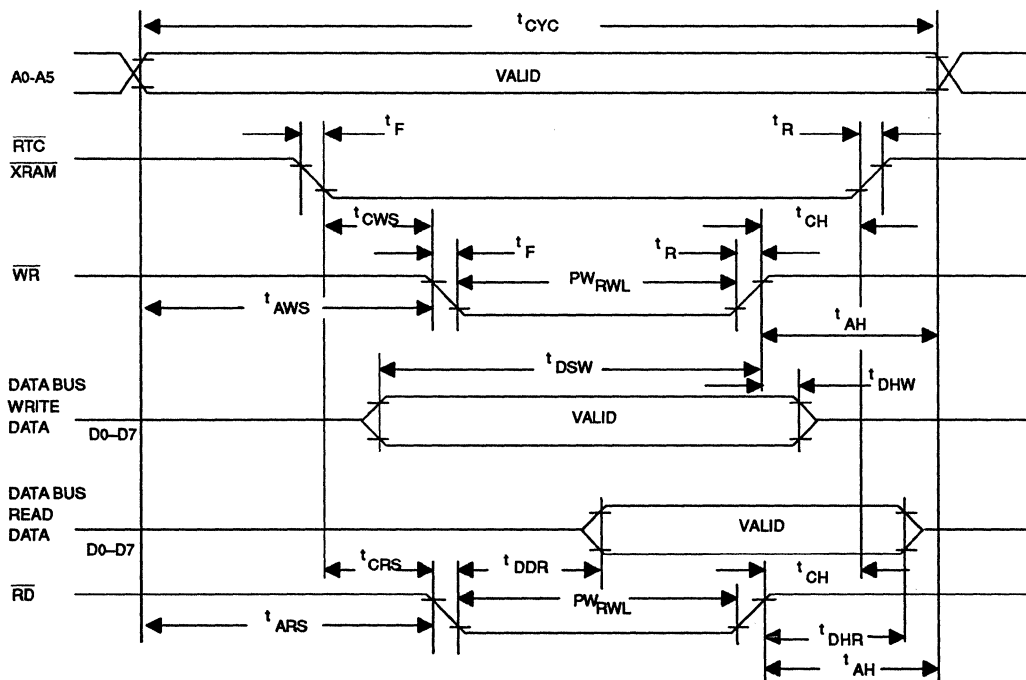 tCYC
A0-A5
VALID
tF
tR
RTC
XRAM
tCWS
tCH
tF
tR
WR
PWRWL
tAWS
tAH
tDSW
tDHW
DATA BUS
WRITE
DATA
D0–D7
VALID
DATA BUS
READ
DATA
D0–D7
VALID
tCRS
tDDR
tCH
RD
PWRWL
tARS
tDHR
tAH